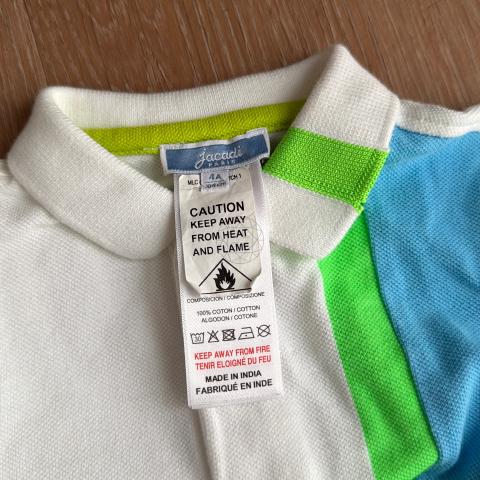 jacadi
PARIS
4A
CAUTION
KEEP AWAY
FROM HEAT
AND FLAME
COMPOSICION / COMPOSIZIONE
100% COTON / COTTON
ALGODON / COTONE
30
KEEP AWAY FROM FIRE
TENIR ELOIGNÉ DU FEU
MADE IN INDIA
FABRIQUÉ EN INDE